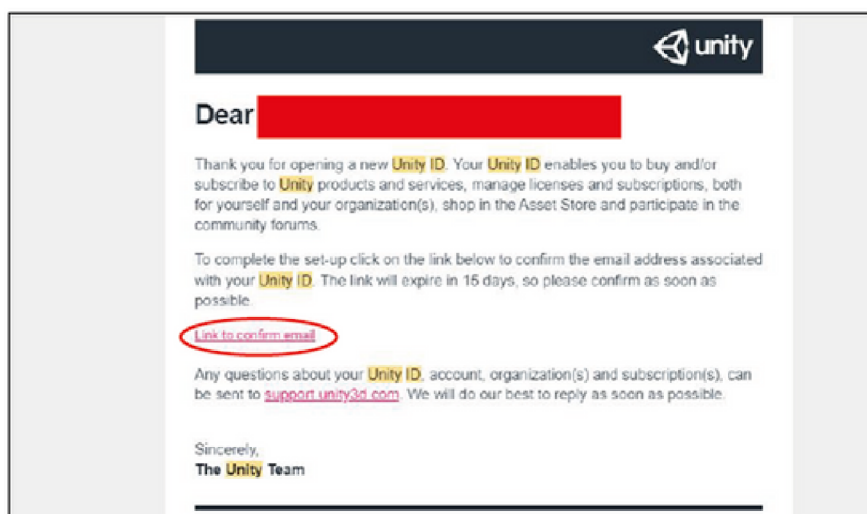 unity
Dear
Thank you for opening a new Unity ID. Your Unity ID enables you to buy and/or
subscribe to Unity products and services, manage licenses and subscriptions, both
for yourself and your organization(s), shop in the Asset Store and participate in the
community forums.
To complete the set-up click on the link below to confirm the email address associated
with your Unity ID. The link will expire in 15 days, so please confirm as soon as
possible.
Link to confirm email
Any questions about your Unity ID, account, organization(s) and subscription(s), can
be sent to support.unity3d.com. We will do our best to reply as soon as possible.
Sincerely,
The Unity Team